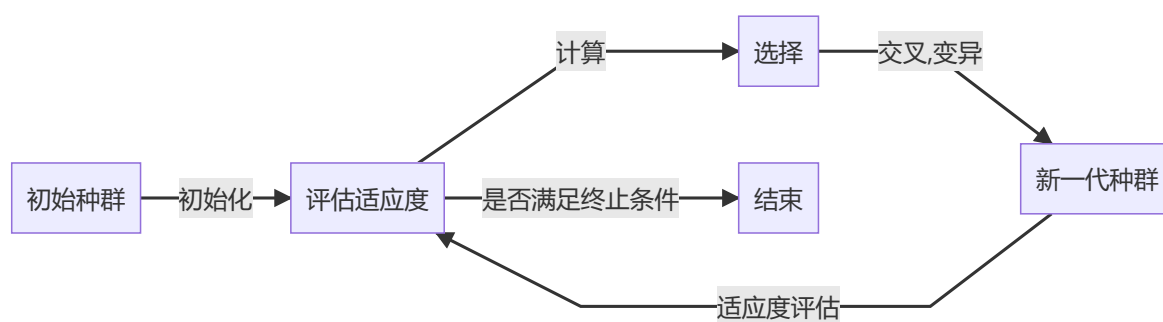 计算
选择
交叉,变异
初始种群
初始化
评估适应度
是否满足终止条件
结束
新一代种群
适应度评估